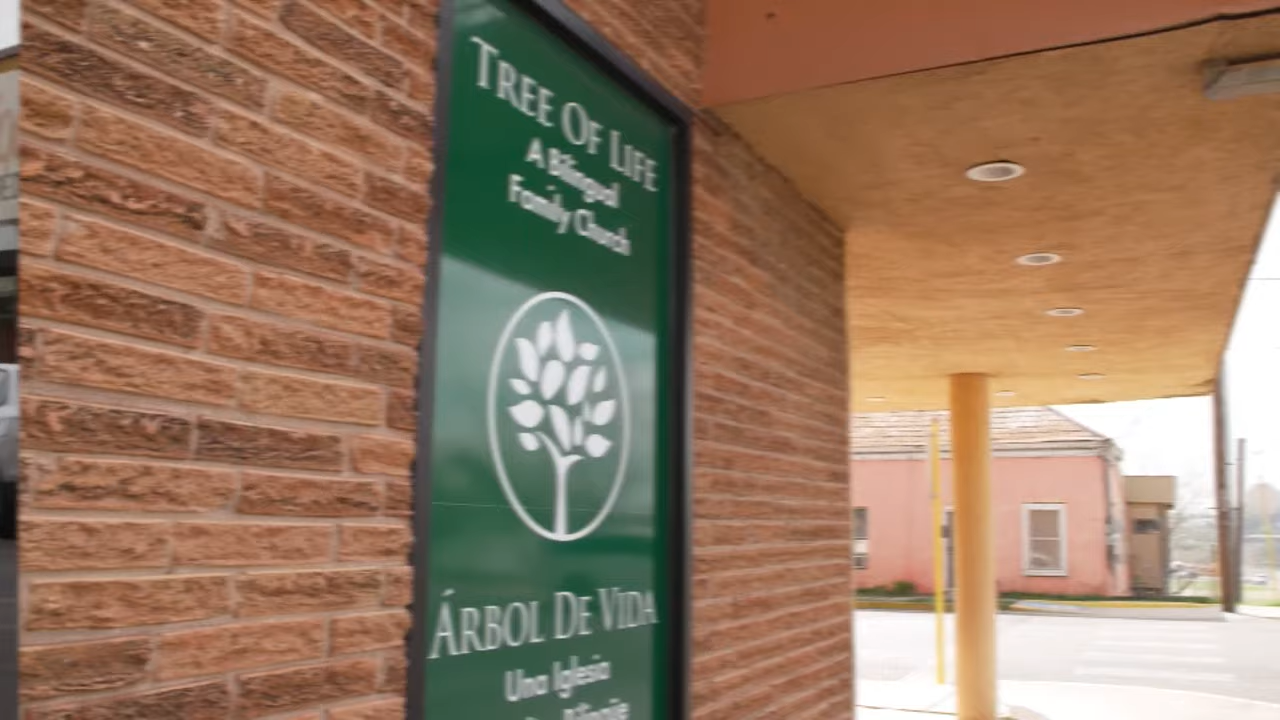 TREE OF LIFE
A Bilingual
Family Church
ÁRBOL DE VIDA
Una Iglesia